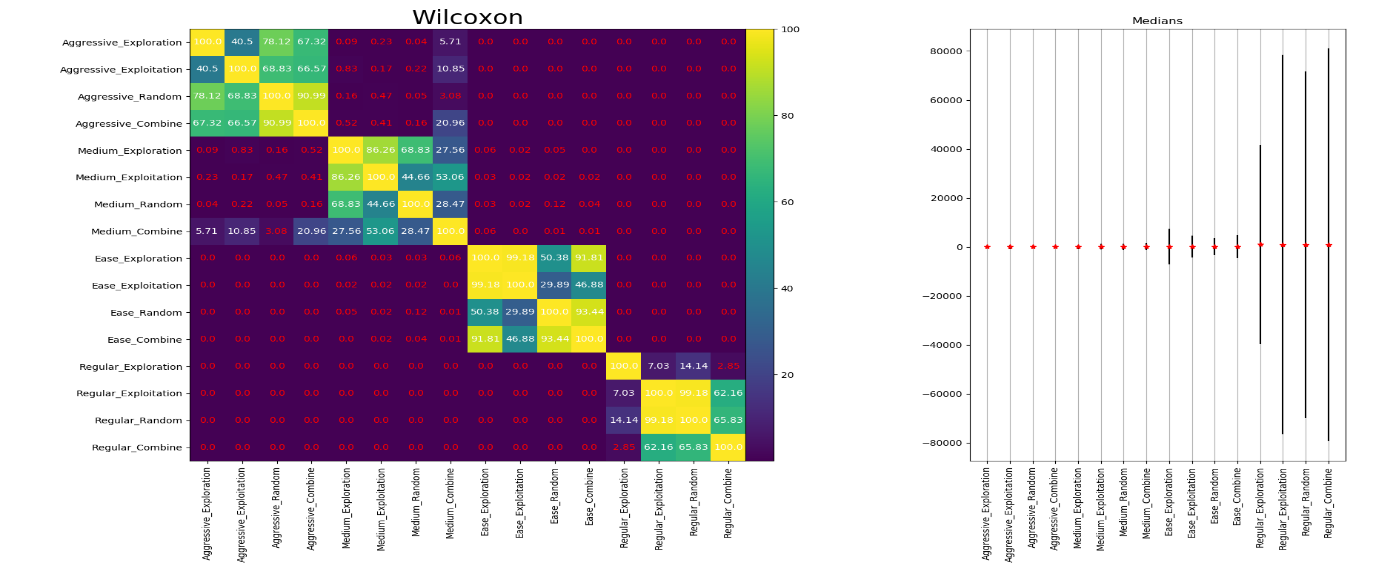 Wilcoxon
Aggressive_Exploration 100.0 40.5 78.12 67.32 0.09 0.23 0.04 5.71 0.0 0.0 0.0 0.0 0.0 0.0 0.0 0.0
Aggressive_Exploitation 40.5 100.0 68.83 66.57 0.83 0.17 0.22 10.85 0.0 0.0 0.0 0.0 0.0 0.0 0.0 0.0
Aggressive_Random 78.12 68.83 100.0 90.99 0.16 0.47 0.05 3.08 0.0 0.0 0.0 0.0 0.0 0.0 0.0 0.0
Aggressive_Combine 67.32 66.57 90.99 100.0 0.52 0.41 0.16 20.96 0.0 0.0 0.0 0.0 0.0 0.0 0.0 0.0
Medium_Exploration 0.09 0.83 0.16 0.52 100.0 86.26 68.83 27.56 0.06 0.02 0.05 0.0 0.0 0.0 0.0 0.0
Medium_Exploitation 0.23 0.17 0.47 0.41 86.26 100.0 44.66 53.06 0.03 0.02 0.02 0.02 0.0 0.0 0.0 0.0
Medium_Random 0.04 0.22 0.05 0.16 68.83 44.66 100.0 28.47 0.03 0.02 0.12 0.04 0.0 0.0 0.0 0.0
Medium_Combine 5.71 10.85 3.08 20.96 27.56 53.06 28.47 100.0 0.06 0.0 0.01 0.01 0.0 0.0 0.0 0.0
Ease_Exploration 0.0 0.0 0.0 0.0 0.06 0.03 0.03 0.06 100.0 99.18 50.38 91.81 0.0 0.0 0.0 0.0
Ease_Exploitation 0.0 0.0 0.0 0.0 0.02 0.02 0.02 0.0 99.18 100.0 29.89 46.88 0.0 0.0 0.0 0.0
Ease_Random 0.0 0.0 0.0 0.0 0.05 0.02 0.12 0.01 50.38 29.89 100.0 93.44 0.0 0.0 0.0 0.0
Ease_Combine 0.0 0.0 0.0 0.0 0.0 0.02 0.04 0.01 91.81 46.88 93.44 100.0 0.0 0.0 0.0 0.0
Regular_Exploration 0.0 0.0 0.0 0.0 0.0 0.0 0.0 0.0 0.0 0.0 0.0 0.0 100.0 7.03 14.14 2.85
Regular_Exploitation 0.0 0.0 0.0 0.0 0.0 0.0 0.0 0.0 0.0 0.0 0.0 0.0 7.03 100.0 99.18 62.16
Regular_Random 0.0 0.0 0.0 0.0 0.0 0.0 0.0 0.0 0.0 0.0 0.0 0.0 14.14 99.18 100.0 65.83
Regular_Combine 0.0 0.0 0.0 0.0 0.0 0.0 0.0 0.0 0.0 0.0 0.0 0.0 2.85 62.16 65.83 100.0
Aggressive_Exploration
Aggressive_Exploitation
Aggressive_Random
Aggressive_Combine
Medium_Exploration
Medium_Exploitation
Medium_Random
Medium_Combine
Ease_Exploration
Ease_Exploitation
Ease_Random
Ease_Combine
Regular_Exploration
Regular_Exploitation
Regular_Random
Regular_Combine
100
80
60
40
20
Medians
80000
60000
40000
20000
0
−20000
−40000
−60000
−80000
Aggressive_Exploration
Aggressive_Exploitation
Aggressive_Random
Aggressive_Combine
Medium_Exploration
Medium_Exploitation
Medium_Random
Medium_Combine
Ease_Exploration
Ease_Exploitation
Ease_Random
Ease_Combine
Regular_Exploration
Regular_Exploitation
Regular_Random
Regular_Combine